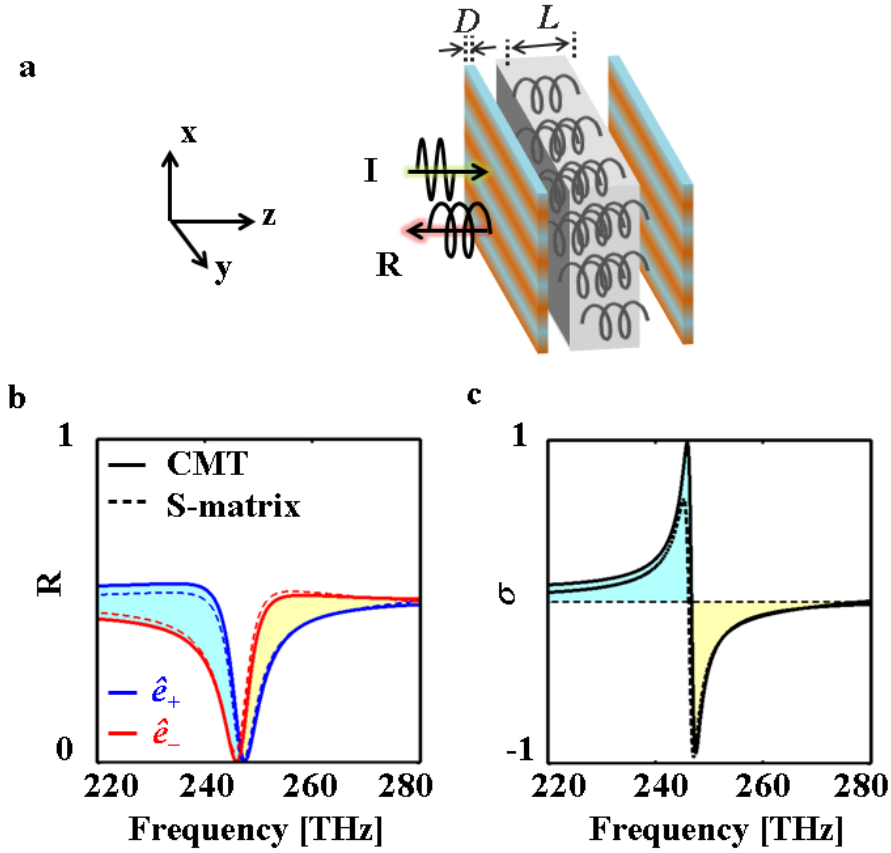 D
L
a
x
z
y
I
R
b
1
R
0
CMT
S-matrix
ê₊
ê₋
220
240
260
280
Frequency [THz]
c
1
σ
-1
220
240
260
280
Frequency [THz]